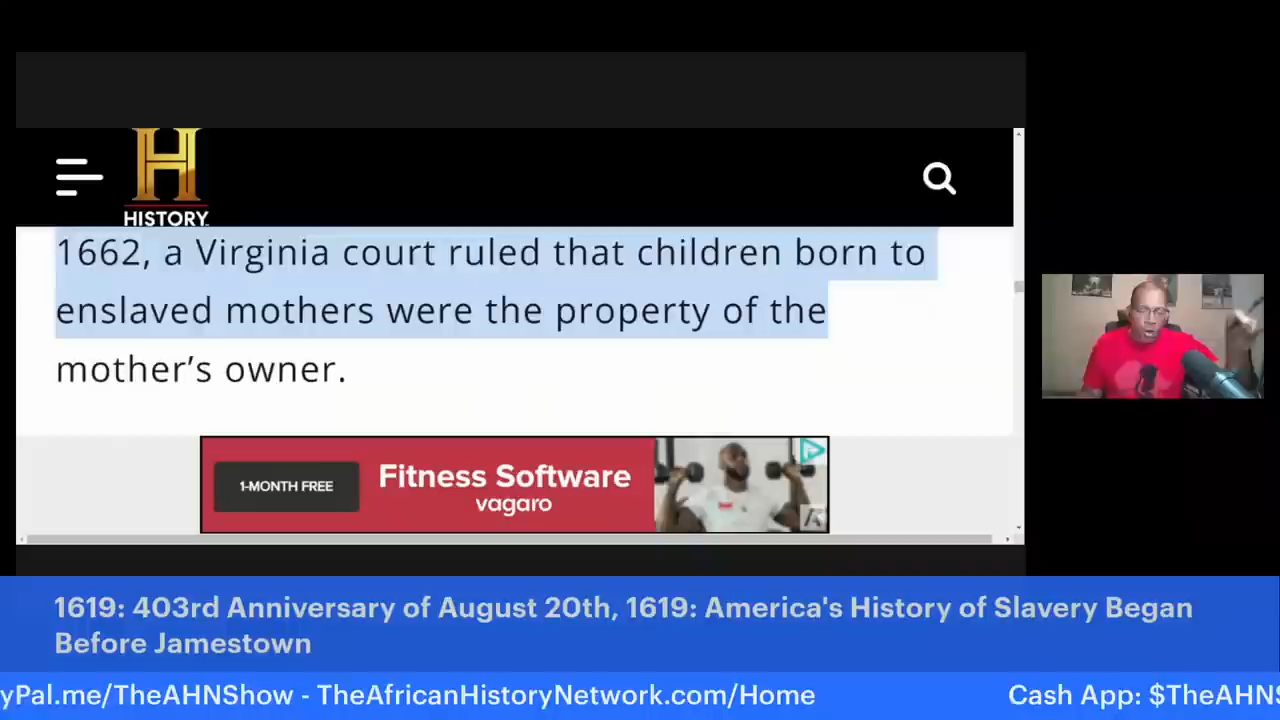 HISTORY
1662, a Virginia court ruled that children born to
enslaved mothers were the property of the
mother’s owner.
1-MONTH FREE
Fitness Software
vagaro
1619: 403rd Anniversary of August 20th, 1619: America's History of Slavery Began
Before Jamestown
yPal.me/TheAHNShow - TheAfricanHistoryNetwork.com/Home
Cash App: $TheAHNS